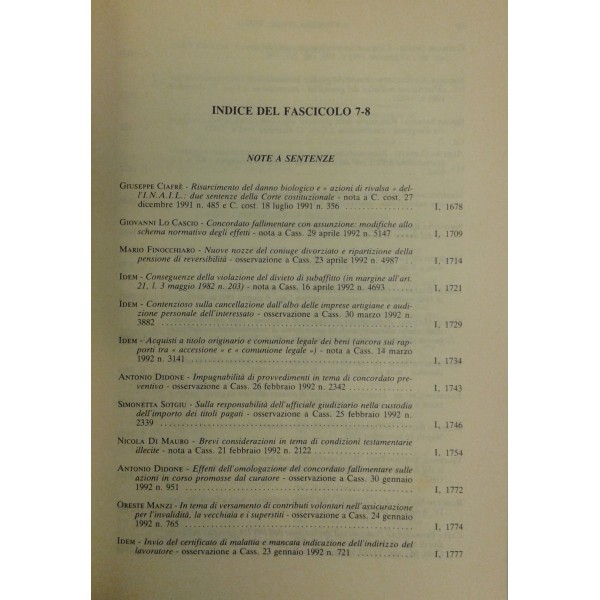 INDICE DEL FASCICOLO 7-8
NOTE A SENTENZE
GIUSEPPE CIAFRÈ - Risarcimento del danno biologico e « azioni di rivalsa » del-
l'I.N.A.I.L.: due sentenze della Corte costituzionale - nota a C. cost. 27
dicembre 1991 n. 485 e C. cost. 18 luglio 1991 n. 356 ................ I, 1678
GIOVANNI LO CASCIO - Concordato fallimentare con assunzione: modifiche allo
schema normativo degli effetti - nota a Cass. 29 aprile 1992 n. 5147 .... I, 1709
MARIO FINOCCHIARO - Nuove nozze del coniuge divorziato e ripartizione della
pensione di reversibilità - osservazione a Cass. 23 aprile 1992 n. 4987 ... I, 1714
IDEM - Conseguenze della violazione del divieto di subaffitto (in margine all'art.
21, l. 3 maggio 1982 n. 203) - nota a Cass. 16 aprile 1992 n. 4693 ..... I, 1721
IDEM - Contenzioso sulla cancellazione dall'albo delle imprese artigiane e audi-
zione personale dell'interessato - osservazione a Cass. 30 marzo 1992 n.
3882 ................ I, 1729
IDEM - Acquisti a titolo originario e comunione legale dei beni (ancora sui rap-
porti tra « accessione » e « comunione legale ») - nota a Cass. 14 marzo
1992 n. 3141 ................ I, 1734
ANTONIO DIDONE - Impugnabilità di provvedimenti in tema di concordato pre-
ventivo - osservazione a Cass. 26 febbraio 1992 n. 2342 ............ I, 1743
SIMONETTA SOTGIU - Sulla responsabilità dell'ufficiale giudiziario nella custodia
dell'importo dei titoli pagati - osservazione a Cass. 25 febbraio 1992 n.
2339 ................ I, 1746
NICOLA DI MAURO - Brevi considerazioni in tema di condizioni testamentarie
illecite - nota a Cass. 21 febbraio 1992 n. 2122 ................ I, 1754
ANTONIO DIDONE - Effetti dell'omologazione del concordato fallimentare sulle
azioni in corso promosse dal curatore - osservazione a Cass. 30 gennaio
1992 n. 951 ................ I, 1772
ORESTE MANZI - In tema di versamento di contributi volontari nell'assicurazione
per l'invalidità, la vecchiaia e i superstiti - osservazione a Cass. 24 gennaio
1992 n. 765 ................ I, 1774
IDEM - Invio del certificato di malattia e mancata indicazione dell'indirizzo del
lavoratore - osservazione a Cass. 23 gennaio 1992 n. 721 ............ I, 1777